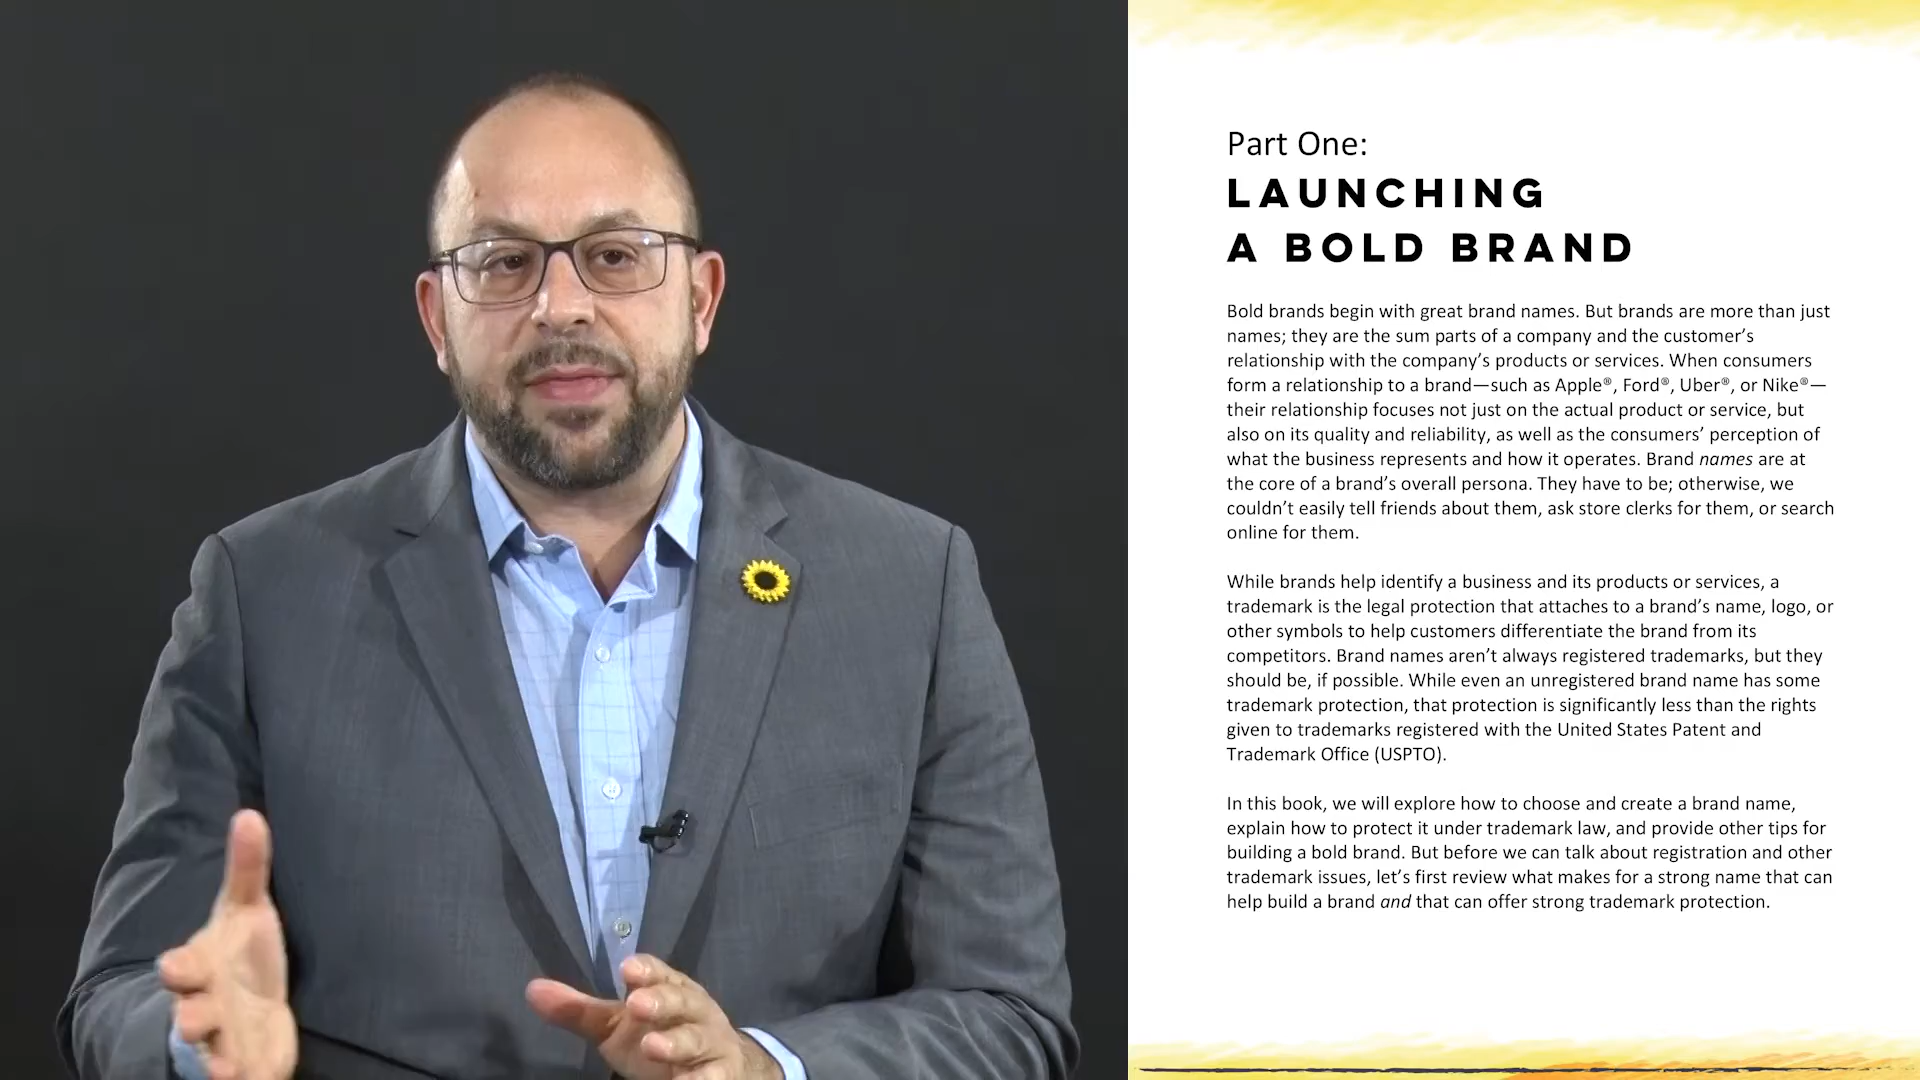 Part One:
LAUNCHING
A BOLD BRAND
Bold brands begin with great brand names. But brands are more than just
names; they are the sum parts of a company and the customer’s
relationship with the company’s products or services. When consumers
form a relationship to a brand—such as Apple®, Ford®, Uber®, or Nike®—
their relationship focuses not just on the actual product or service, but
also on its quality and reliability, as well as the consumers’ perception of
what the business represents and how it operates. Brand names are at
the core of a brand’s overall persona. They have to be; otherwise, we
couldn’t easily tell friends about them, ask store clerks for them, or search
online for them.
While brands help identify a business and its products or services, a
trademark is the legal protection that attaches to a brand’s name, logo, or
other symbols to help customers differentiate the brand from its
competitors. Brand names aren’t always registered trademarks, but they
should be, if possible. While even an unregistered brand name has some
trademark protection, that protection is significantly less than the rights
given to trademarks registered with the United States Patent and
Trademark Office (USPTO).
In this book, we will explore how to choose and create a brand name,
explain how to protect it under trademark law, and provide other tips for
building a bold brand. But before we can talk about registration and other
trademark issues, let’s first review what makes for a strong name that can
help build a brand and that can offer strong trademark protection.